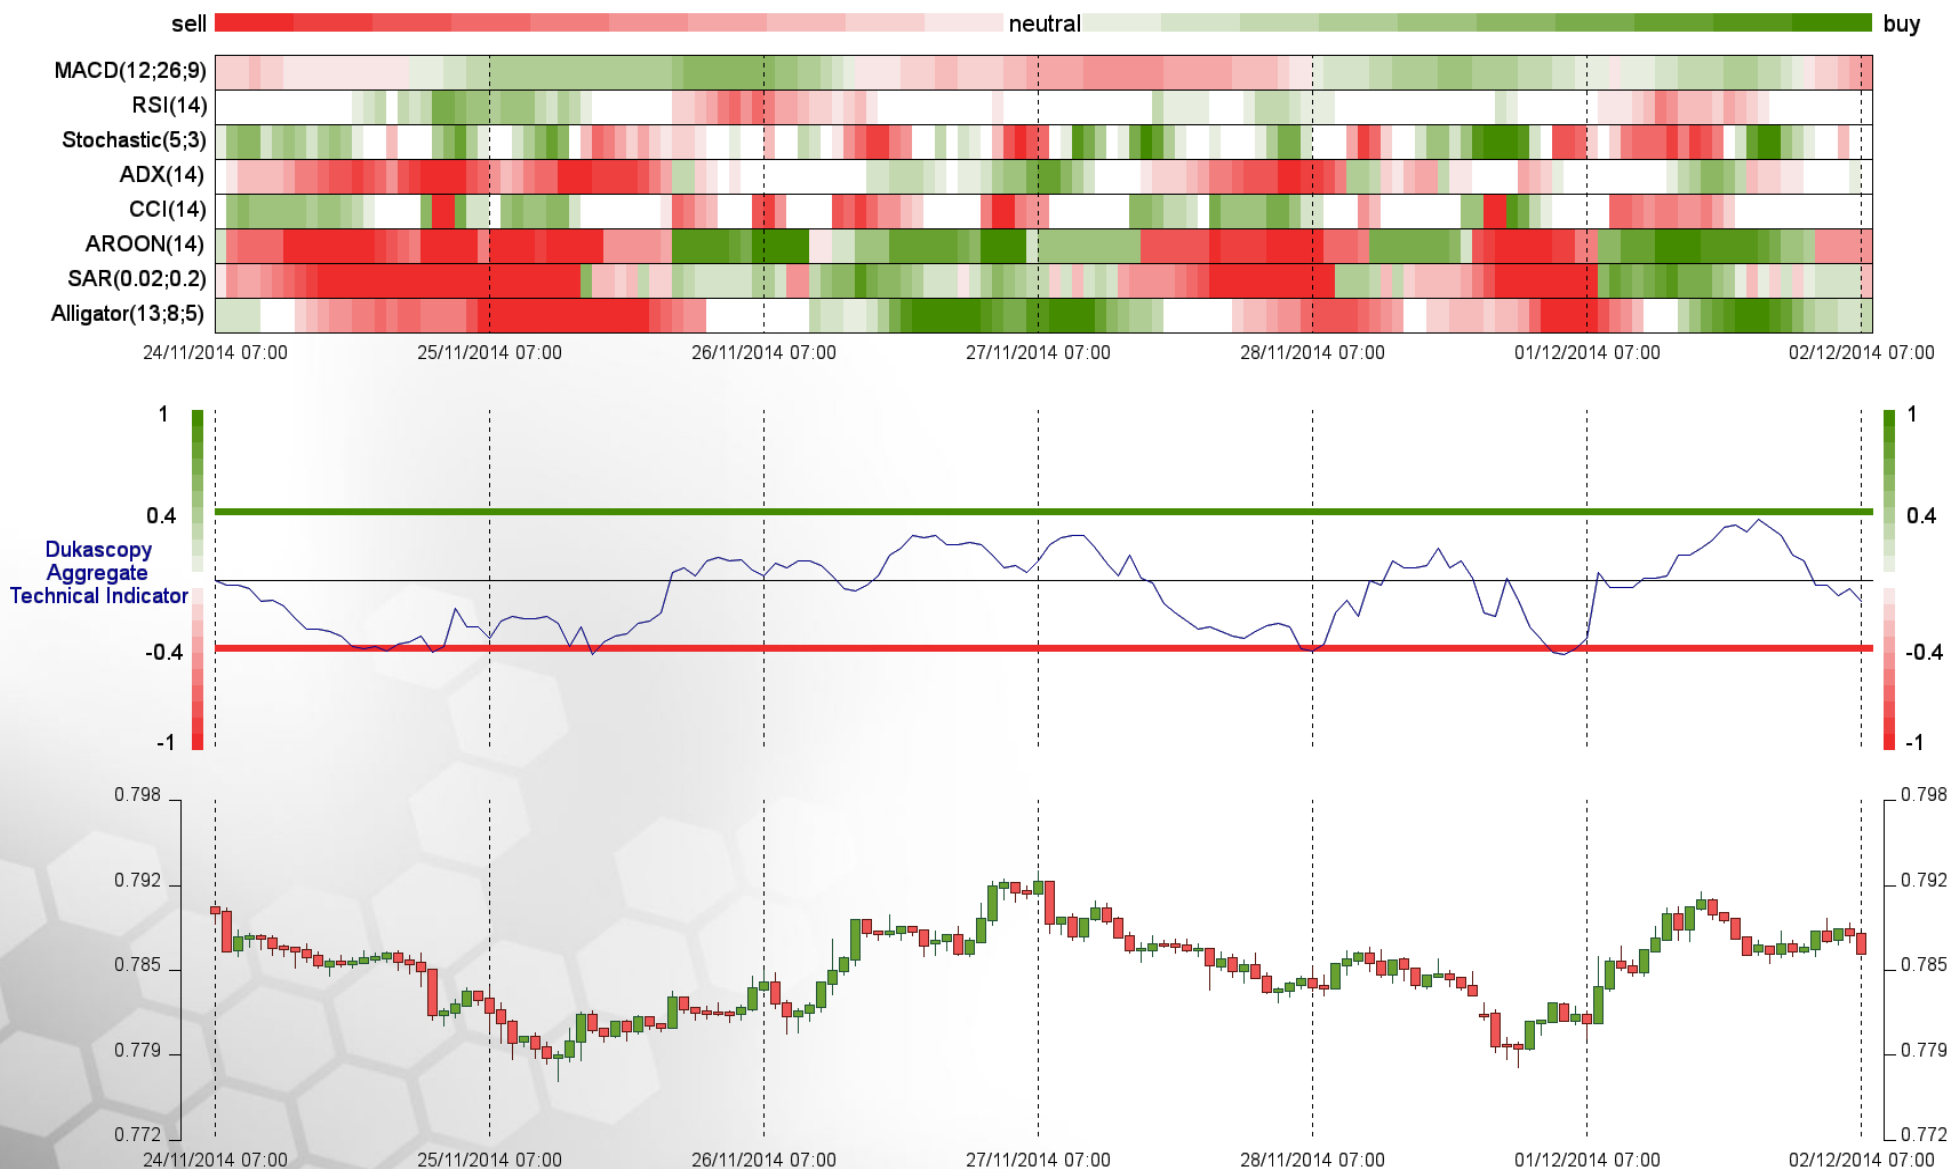 sell neutral buy
MACD(12;26;9)
RSI(14)
Stochastic(5;3)
ADX(14)
CCI(14)
AROON(14)
SAR(0.02;0.2)
Alligator(13;8;5)
24/11/2014 07:00 25/11/2014 07:00 26/11/2014 07:00 27/11/2014 07:00 28/11/2014 07:00 01/12/2014 07:00 02/12/2014 07:00
1 1
0.4 0.4
Dukascopy
Aggregate
Technical Indicator
-0.4 -0.4
-1 -1
0.798 0.798
0.792 0.792
0.785 0.785
0.779 0.779
0.772 0.772
24/11/2014 07:00 25/11/2014 07:00 26/11/2014 07:00 27/11/2014 07:00 28/11/2014 07:00 01/12/2014 07:00 02/12/2014 07:00